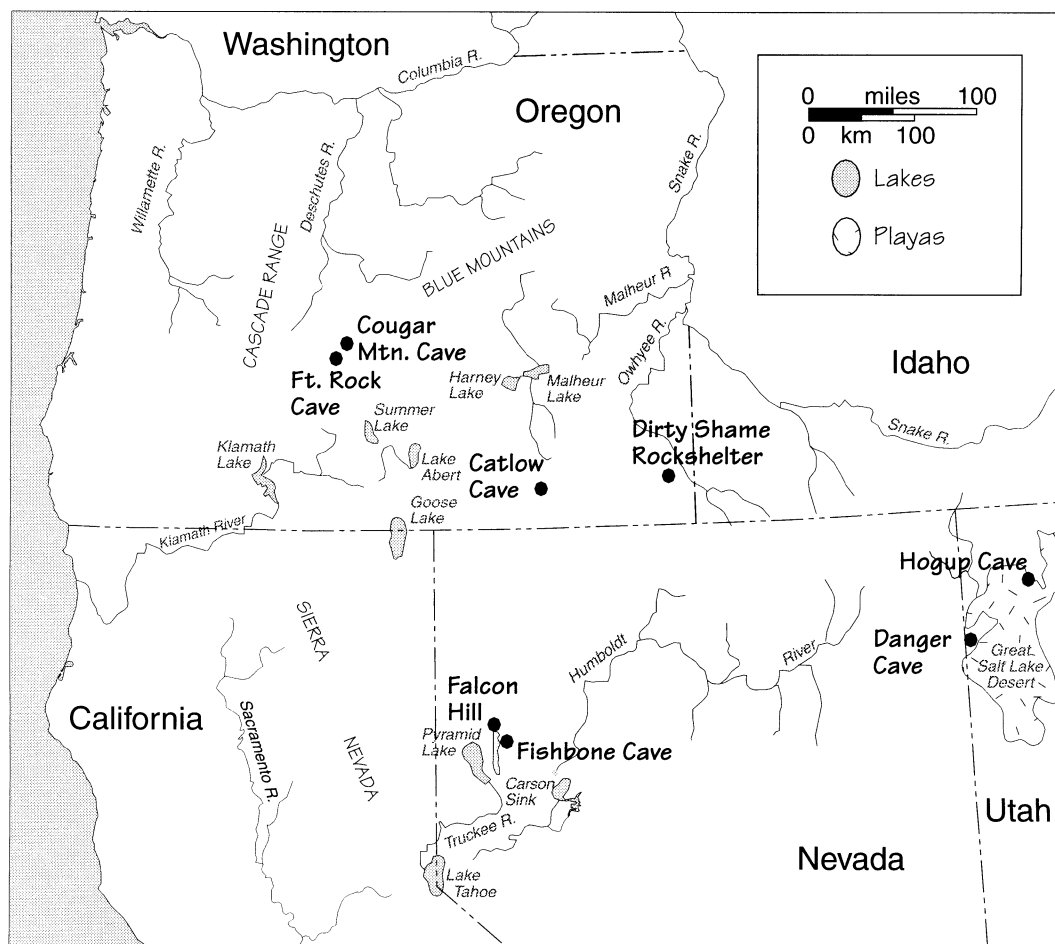 Washington
Columbia R.
Oregon
0 miles 100
0 km 100
Lakes
Playas
Willamette R.
Deschutes R.
Snake R.
CASCADE RANGE
BLUE MOUNTAINS
Malheur R
Owhyee R.
Idaho
Snake R.
Cougar
Mtn. Cave
Ft. Rock
Cave
Harney
Lake
Malheur
Lake
Summer
Lake
Klamath
Lake
Lake
Abert
Goose
Lake
Catlow
Cave
Dirty Shame
Rockshelter
Klamath River
Hogup Cave
Danger
Cave
Great
Salt Lake
Desert
SIERRA
NEVADA
Humboldt
River
California
Sacramento R.
Falcon
Hill
Pyramid
Lake
Fishbone Cave
Carson
Sink
Truckee R.
Lake
Tahoe
Utah
Nevada